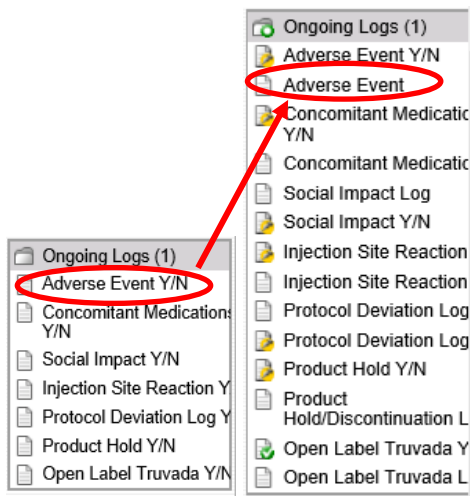 Ongoing Logs (1)
Adverse Event Y/N
Adverse Event
Concomitant Medicatic
Y/N
Concomitant Medicatic
Social Impact Log
Social Impact Y/N
Injection Site Reaction
Injection Site Reaction
Protocol Deviation Log
Protocol Deviation Log
Product Hold Y/N
Product
Hold/Discontinuation L
Open Label Truvada Y
Open Label Truvada L
Ongoing Logs (1)
Adverse Event Y/N
Concomitant Medications
Y/N
Social Impact Y/N
Injection Site Reaction Y
Protocol Deviation Log Y
Product Hold Y/N
Open Label Truvada Y/N